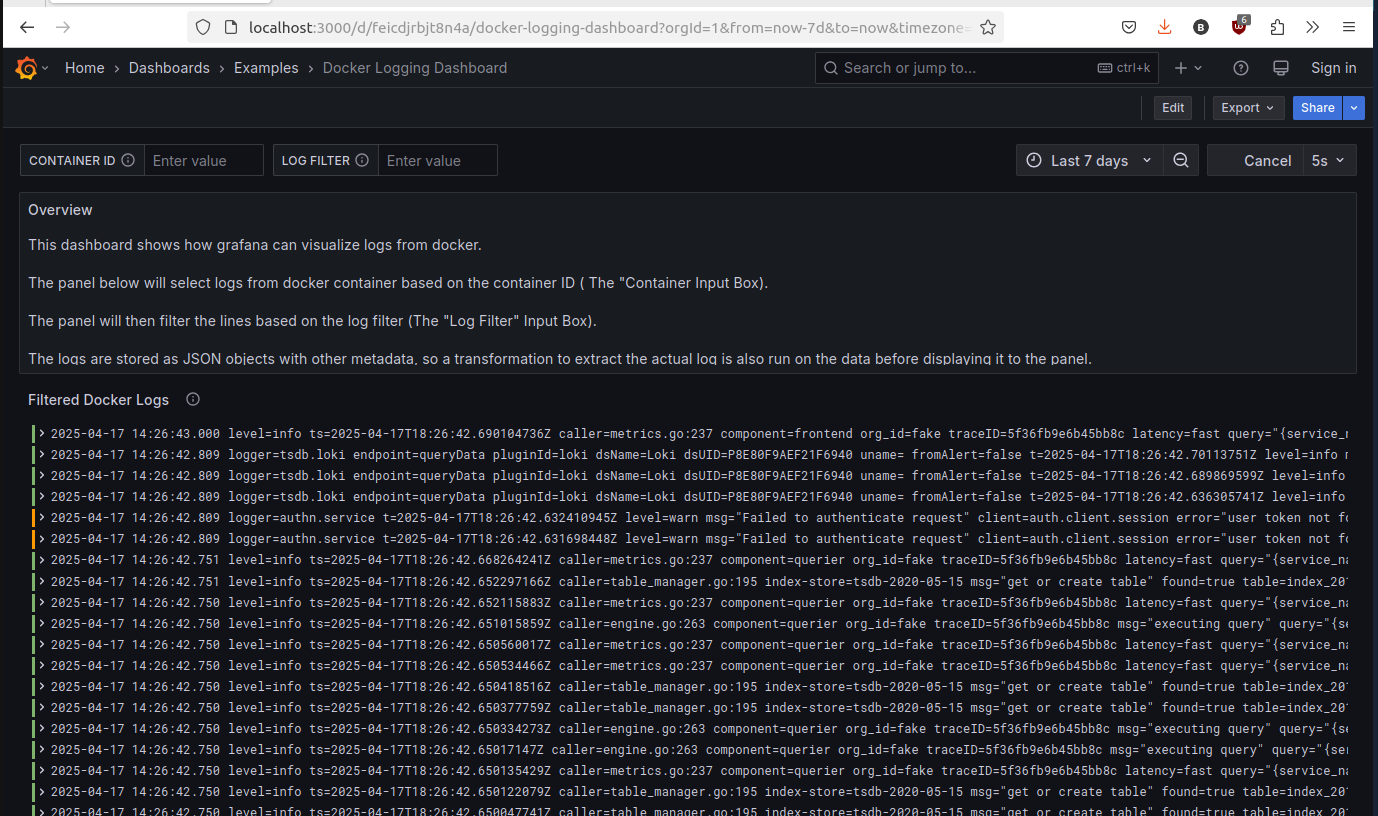 localhost:3000/d/feicdjrbjt8n4a/docker-logging-dashboard?orgId=1&from=now-7d&to=now&timezone=
B
6
Home › Dashboards › Examples › Docker Logging Dashboard
Search or jump to... ctrl+k
Sign in
Edit Export Share
CONTAINER ID Enter value LOG FILTER Enter value Last 7 days Cancel 5s
Overview
This dashboard shows how grafana can visualize logs from docker.
The panel below will select logs from docker container based on the container ID ( The "Container Input Box).
The panel will then filter the lines based on the log filter (The "Log Filter" Input Box).
The logs are stored as JSON objects with other metadata, so a transformation to extract the actual log is also run on the data before displaying it to the panel.
Filtered Docker Logs
2025-04-17 14:26:43.000 level=info ts=2025-04-17T18:26:42.690104736Z caller=metrics.go:237 component=frontend org_id=fake traceID=5f36fb9e6b45bb8c latency=fast query="{service_n
2025-04-17 14:26:42.809 logger=tsdb.loki endpoint=queryData pluginId=loki dsName=Loki dsUID=P8E80F9AEF21F6940 uname= fromAlert=false t=2025-04-17T18:26:42.70113751Z level=info m
2025-04-17 14:26:42.809 logger=tsdb.loki endpoint=queryData pluginId=loki dsName=Loki dsUID=P8E80F9AEF21F6940 uname= fromAlert=false t=2025-04-17T18:26:42.689869599Z level=info
2025-04-17 14:26:42.809 logger=tsdb.loki endpoint=queryData pluginId=loki dsName=Loki dsUID=P8E80F9AEF21F6940 uname= fromAlert=false t=2025-04-17T18:26:42.636305741Z level=info
2025-04-17 14:26:42.809 logger=authn.service t=2025-04-17T18:26:42.632410945Z level=warn msg="Failed to authenticate request" client=auth.client.session error="user token not fo
2025-04-17 14:26:42.809 logger=authn.service t=2025-04-17T18:26:42.631698448Z level=warn msg="Failed to authenticate request" client=auth.client.session error="user token not fo
2025-04-17 14:26:42.751 level=info ts=2025-04-17T18:26:42.668264241Z caller=metrics.go:237 component=querier org_id=fake traceID=5f36fb9e6b45bb8c latency=fast query="{service_na
2025-04-17 14:26:42.751 level=info ts=2025-04-17T18:26:42.652297166Z caller=table_manager.go:195 index-store=tsdb-2020-05-15 msg="get or create table" found=true table=index_201
2025-04-17 14:26:42.750 level=info ts=2025-04-17T18:26:42.652115883Z caller=metrics.go:237 component=querier org_id=fake traceID=5f36fb9e6b45bb8c latency=fast query="{service_na
2025-04-17 14:26:42.750 level=info ts=2025-04-17T18:26:42.651015859Z caller=engine.go:263 component=querier org_id=fake traceID=5f36fb9e6b45bb8c msg="executing query" query="{se
2025-04-17 14:26:42.750 level=info ts=2025-04-17T18:26:42.650560017Z caller=metrics.go:237 component=querier org_id=fake traceID=5f36fb9e6b45bb8c latency=fast query="{service_na
2025-04-17 14:26:42.750 level=info ts=2025-04-17T18:26:42.650534466Z caller=metrics.go:237 component=querier org_id=fake traceID=5f36fb9e6b45bb8c latency=fast query="{service_na
2025-04-17 14:26:42.750 level=info ts=2025-04-17T18:26:42.650418516Z caller=table_manager.go:195 index-store=tsdb-2020-05-15 msg="get or create table" found=true table=index_201
2025-04-17 14:26:42.750 level=info ts=2025-04-17T18:26:42.650377759Z caller=table_manager.go:195 index-store=tsdb-2020-05-15 msg="get or create table" found=true table=index_201
2025-04-17 14:26:42.750 level=info ts=2025-04-17T18:26:42.650334273Z caller=engine.go:263 component=querier org_id=fake traceID=5f36fb9e6b45bb8c msg="executing query" query="{se
2025-04-17 14:26:42.750 level=info ts=2025-04-17T18:26:42.65017147Z caller=engine.go:263 component=querier org_id=fake traceID=5f36fb9e6b45bb8c msg="executing query" query="{ser
2025-04-17 14:26:42.750 level=info ts=2025-04-17T18:26:42.650135429Z caller=metrics.go:237 component=querier org_id=fake traceID=5f36fb9e6b45bb8c latency=fast query="{service_na
2025-04-17 14:26:42.750 level=info ts=2025-04-17T18:26:42.650122079Z caller=table_manager.go:195 index-store=tsdb-2020-05-15 msg="get or create table" found=true table=index_201
2025-04-17 14:26:42.750 level=info ts=2025-04-17T18:26:42.650047741Z caller=table_manager.go:195 index-store=tsdb-2020-05-15 msg="get or create table" found=true table=index_201